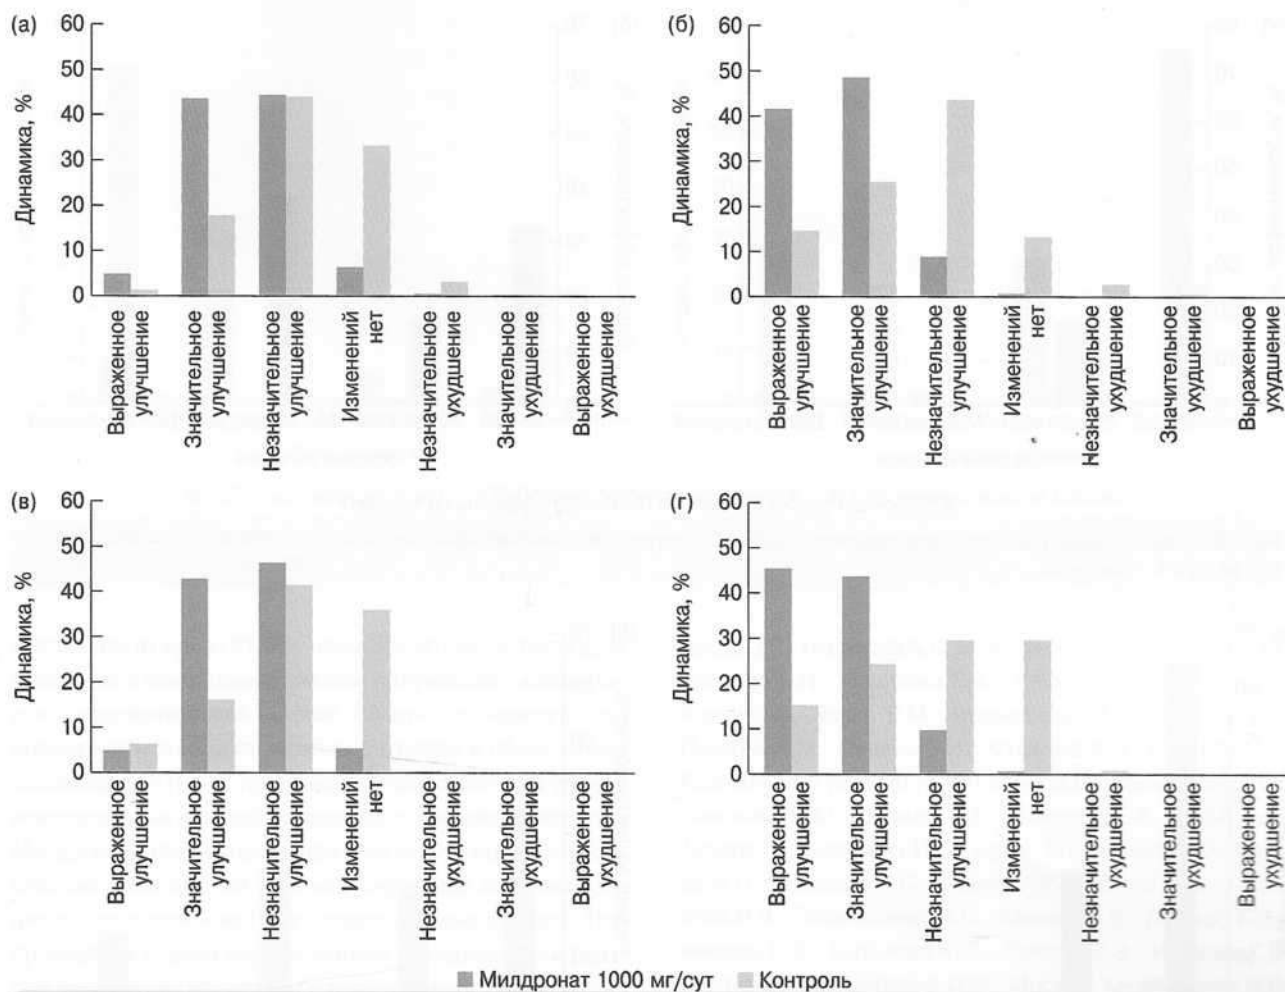 (а)
Динамика, %
60
50
40
30
20
10
0
Выраженное
улучшение
Значительное
улучшение
Незначительное
улучшение
Изменений
нет
Незначительное
ухудшение
Значительное
ухудшение
Выраженное
ухудшение
(б)
Динамика, %
60
50
40
30
20
10
0
Выраженное
улучшение
Значительное
улучшение
Незначительное
улучшение
Изменений
нет
Незначительное
ухудшение
Значительное
ухудшение
Выраженное
ухудшение
(в)
Динамика, %
60
50
40
30
20
10
0
Выраженное
улучшение
Значительное
улучшение
Незначительное
улучшение
Изменений
нет
Незначительное
ухудшение
Значительное
ухудшение
Выраженное
ухудшение
(г)
Динамика, %
60
50
40
30
20
10
0
Выраженное
улучшение
Значительное
улучшение
Незначительное
улучшение
Изменений
нет
Незначительное
ухудшение
Значительное
ухудшение
Выраженное
ухудшение
Милдронат 1000 мг/сут Контроль